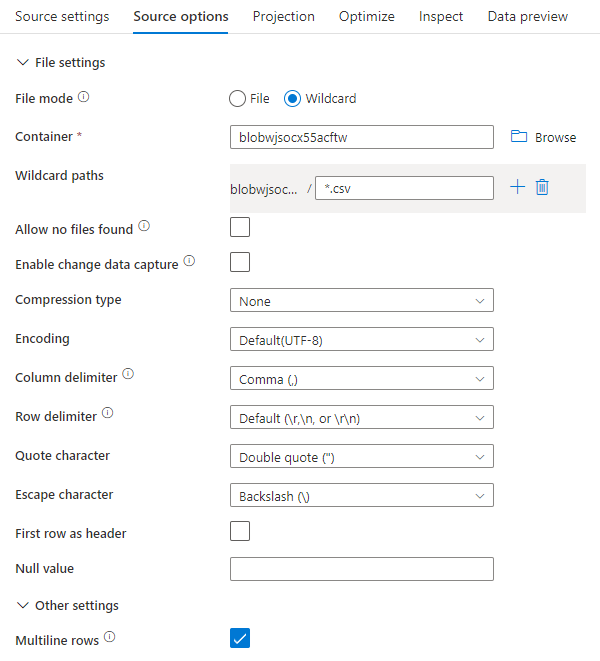 Source settings Source options Projection Optimize Inspect Data preview
File settings
File mode File Wildcard
Container * blobwjsocx55acftw Browse
Wildcard paths blobwjsoc... / *.csv
Allow no files found
Enable change data capture
Compression type None
Encoding Default(UTF-8)
Column delimiter Comma (,)
Row delimiter Default (\r,\n, or \r\n)
Quote character Double quote (")
Escape character Backslash (\)
First row as header
Null value
Other settings
Multiline rows